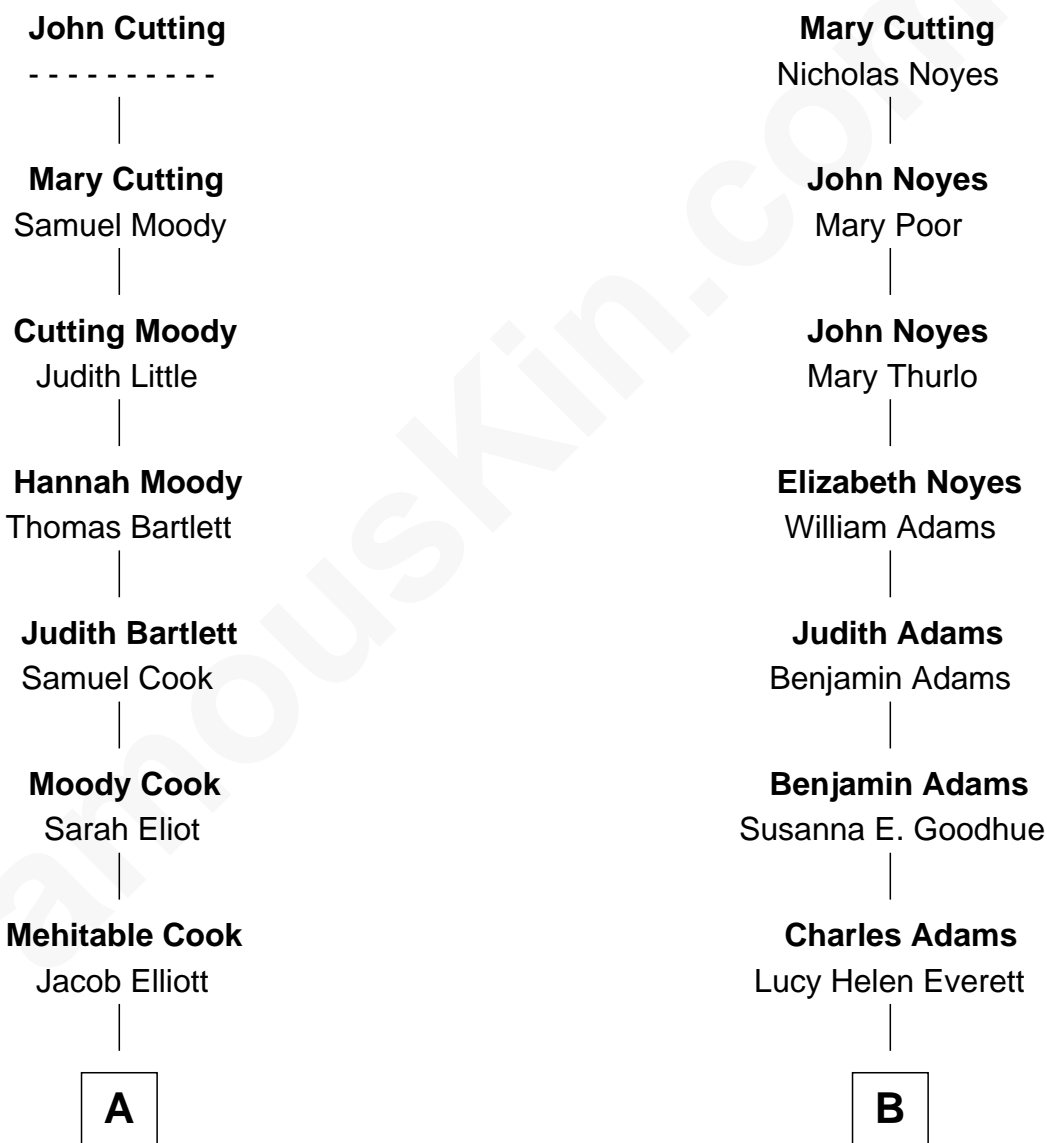 John Cutting
- - - - - - - - - -
Mary Cutting
Samuel Moody
Cutting Moody
Judith Little
Hannah Moody
Thomas Bartlett
Judith Bartlett
Samuel Cook
Moody Cook
Sarah Eliot
Mehitable Cook
Jacob Elliott
A
Mary Cutting
Nicholas Noyes
John Noyes
Mary Poor
John Noyes
Mary Thurlo
Elizabeth Noyes
William Adams
Judith Adams
Benjamin Adams
Benjamin Adams
Susanna E. Goodhue
Charles Adams
Lucy Helen Everett
B
amouskin.com